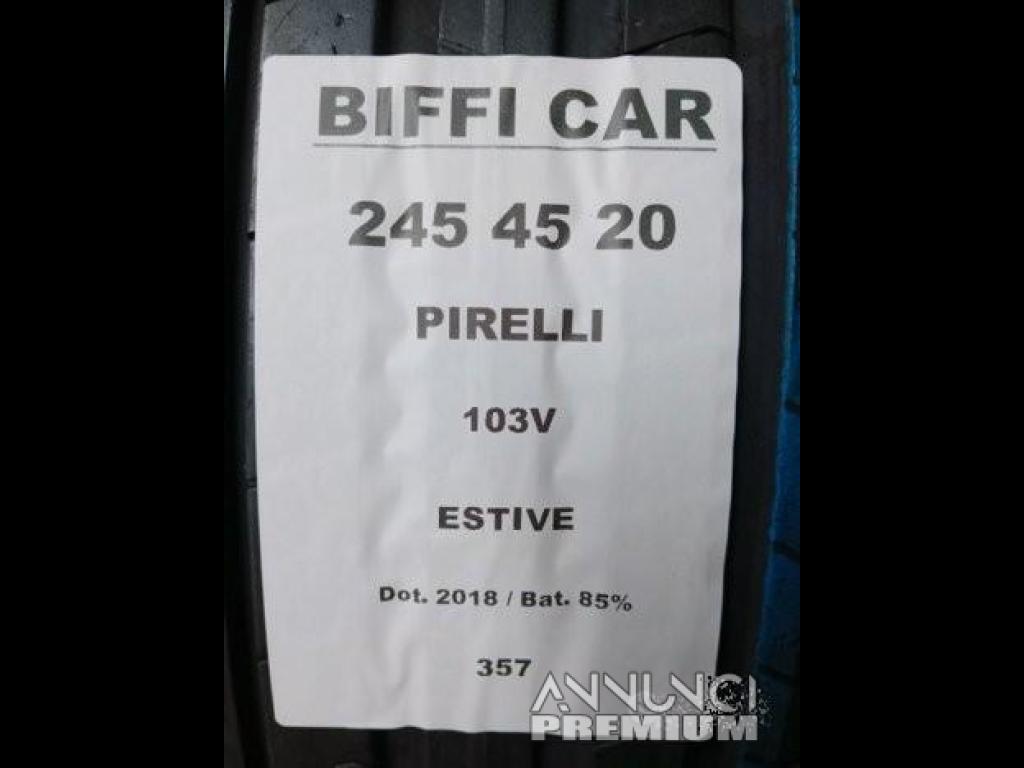 BIFFI CAR
245 45 20
PIRELLI
103V
ESTIVE
Dot. 2018 / Bat. 85%
357
ANNUNCI
PREMIUM